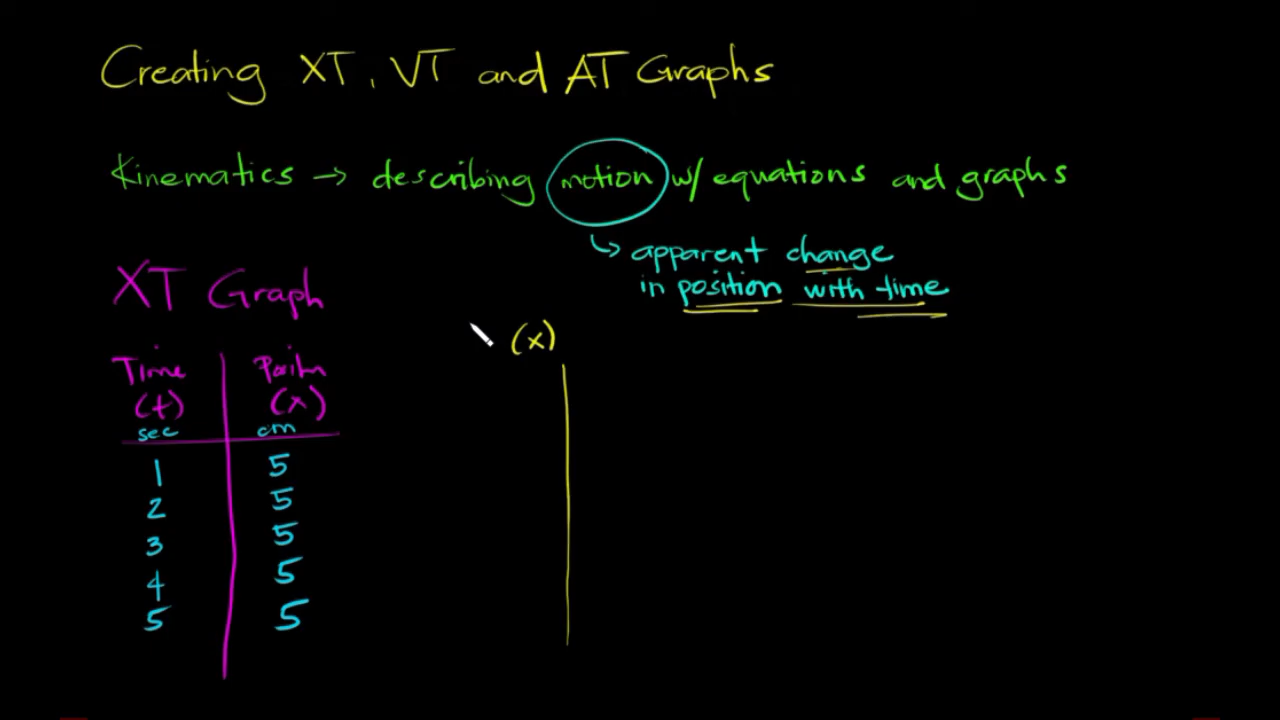 Creating XT, VT and AT Graphs
Kinematics → describing motion w/ equations and graphs
↳ apparent change
in position with time
XT Graph
(x)
Time
(t)
sec
(x)
cm
1 5
2 5
3 5
4 5
5 5